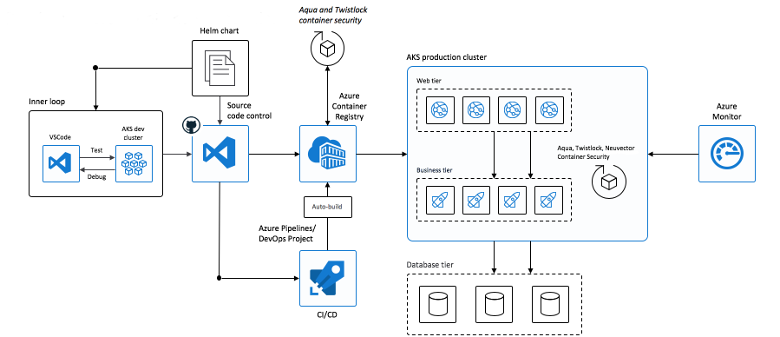 Aqua and Twistlock
container security
Helm chart
AKS production cluster
Web tier
Inner loop
Source
code control
Azure
Container
Registry
Azure
Monitor
VSCode
AKS dev
cluster
Test
Debug
Aqua, Twistlock, Neuvector
Container Security
Business tier
Auto-build
Azure Pipelines/
DevOps Project
Database tier
CI/CD